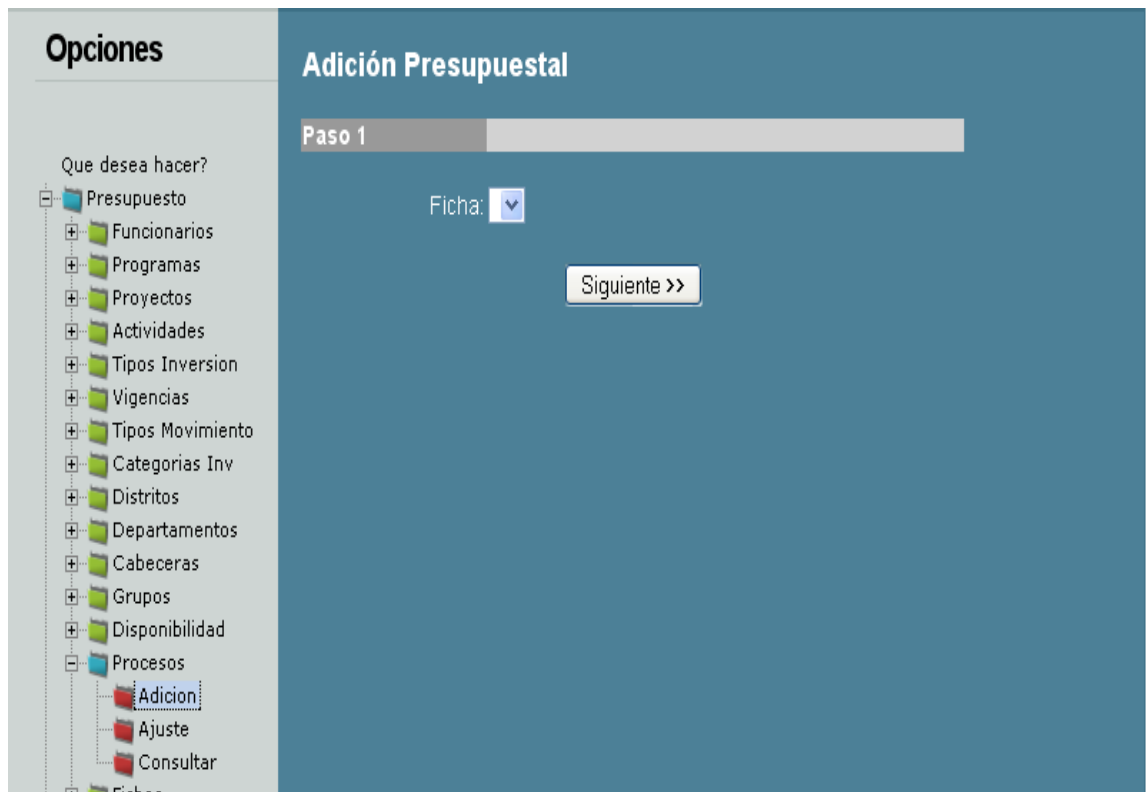 Opciones
Que desea hacer?
Presupuesto
Funcionarios
Programas
Proyectos
Actividades
Tipos Inversion
Vigencias
Tipos Movimiento
Categorias Inv
Distritos
Departamentos
Cabeceras
Grupos
Disponibilidad
Procesos
Adicion
Ajuste
Consultar
Adición Presupuestal
Paso 1
Ficha:
Siguiente >>